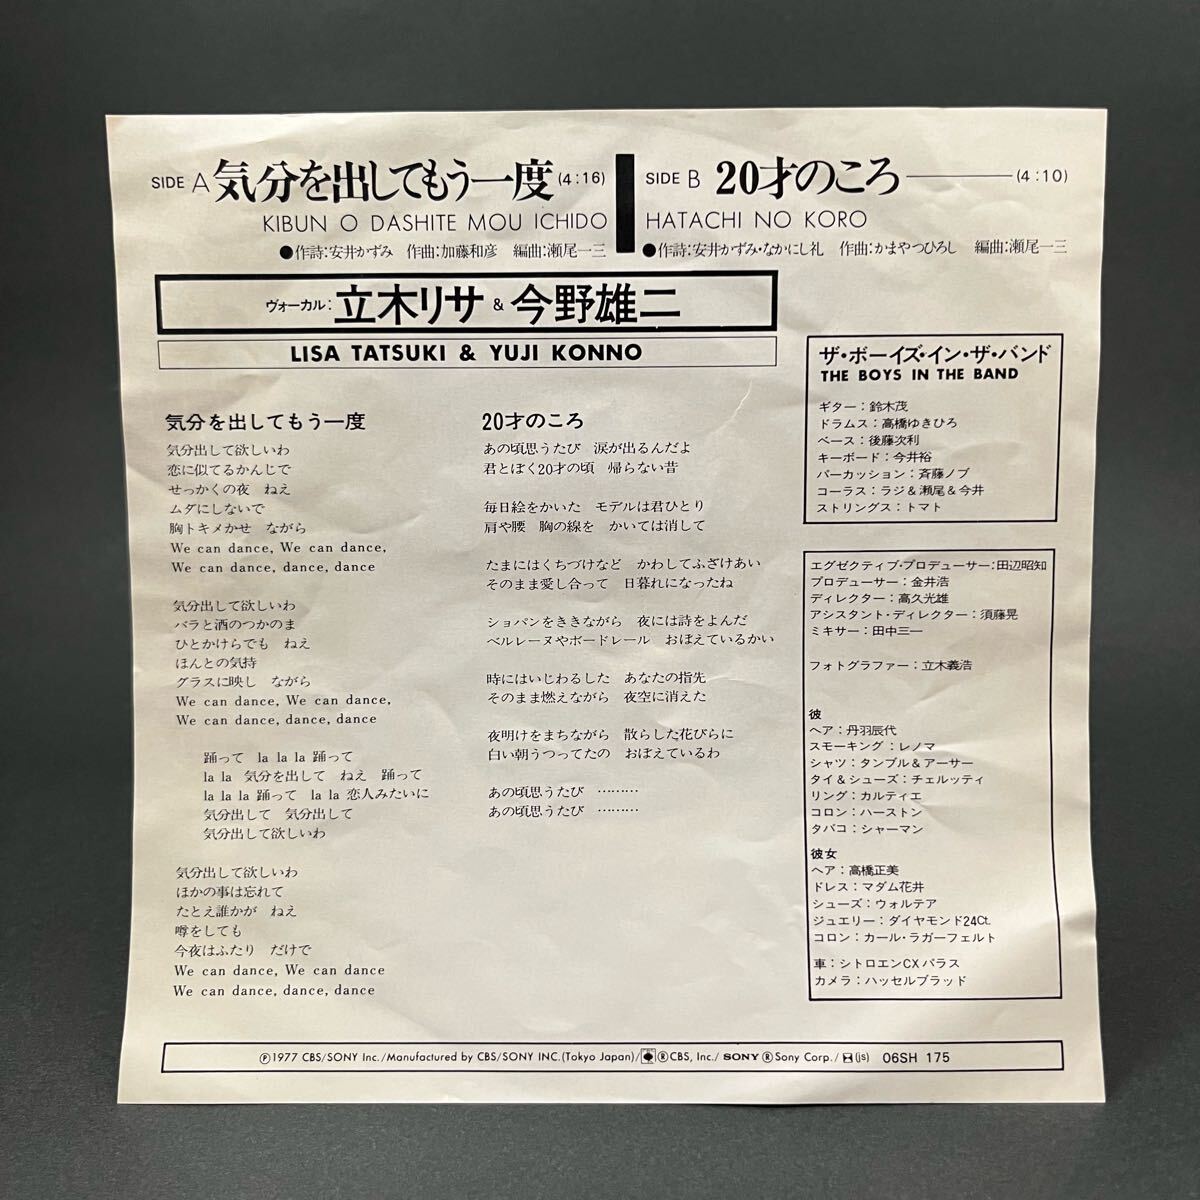 SIDE A 気分を出してもう一度 (4:16)
KIBUN O DASHITE MOU ICHIDO
●作詩:安井かずみ 作曲:加藤和彦 編曲:瀬尾一三
SIDE B 20才のころ (4:10)
HATACHI NO KORO
●作詩:安井かずみ・なかにし礼 作曲:かまやつひろし 編曲:瀬尾一三
ヴォーカル: 立木リサ & 今野雄二
LISA TATSUKI & YUJI KONNO
気分を出してもう一度
気分出して欲しいわ
恋に似てるかんじで
せっかくの夜 ねえ
ムダにしないで
胸トキメかせ ながら
We can dance, We can dance,
We can dance, dance, dance
気分出して欲しいわ
バラと酒のつかのま
ひとかけらでも ねえ
ほんとの気持
グラスに映し ながら
We can dance, We can dance,
We can dance, dance, dance
踊って la la la 踊って
la la 気分を出して ねえ 踊って
la la la 踊って la la 恋人みたいに
気分出して 気分出して
気分出して欲しいわ
気分出して欲しいわ
ほかの事は忘れて
たとえ誰かが ねえ
噂をしても
今夜はふたり だけで
We can dance, We can dance
We can dance, dance, dance
20才のころ
あの頃思うたび 涙が出るんだよ
君とぼく20才の頃 帰らない昔
毎日絵をかいた モデルは君ひとり
肩や腰 胸の線を かいては消して
たまにはくちづけなど かわしてふざけあい
そのまま愛し合って 日暮れになったね
ショパンをききながら 夜には詩をよんだ
ベルレーヌやボードレール おぼえているかい
時にはいじわるした あなたの指先
そのまま燃えながら 夜空に消えた
夜明けをまちながら 散らした花びらに
白い朝うつってたの おぼえているわ
あの頃思うたび ………
あの頃思うたび ………
ザ・ボーイズ・イン・ザ・バンド
THE BOYS IN THE BAND
ギター:鈴木茂
ドラムス:高橋ゆきひろ
ベース:後藤次利
キーボード:今井裕
パーカッション:斉藤ノブ
コーラス:ラジ&瀬尾&今井
ストリングス:トマト
エグゼクティブ・プロデューサー:田辺昭知
プロデューサー:金井浩
ディレクター:高久光雄
アシスタント・ディレクター:須藤晃
ミキサー:田中三一
フォトグラファー:立木義浩
彼
ヘア:丹羽辰代
スモーキング:レノマ
シャツ:タンブル&アーサー
タイ&シューズ:チェルッティ
リング:カルティエ
コロン:ハーストン
タバコ:シャーマン
彼女
ヘア:高橋正美
ドレス:マダム花井
シューズ:ウォルテア
ジュエリー:ダイヤモンド24Ct.
コロン:カール・ラガーフェルト
車:シトロエンCXパラス
カメラ:ハッセルブラッド
Ⓟ1977 CBS/SONY Inc./Manufactured by CBS/SONY INC.(Tokyo Japan)/®CBS, Inc./ SONY ® Sony Corp./ (js) 06SH 175